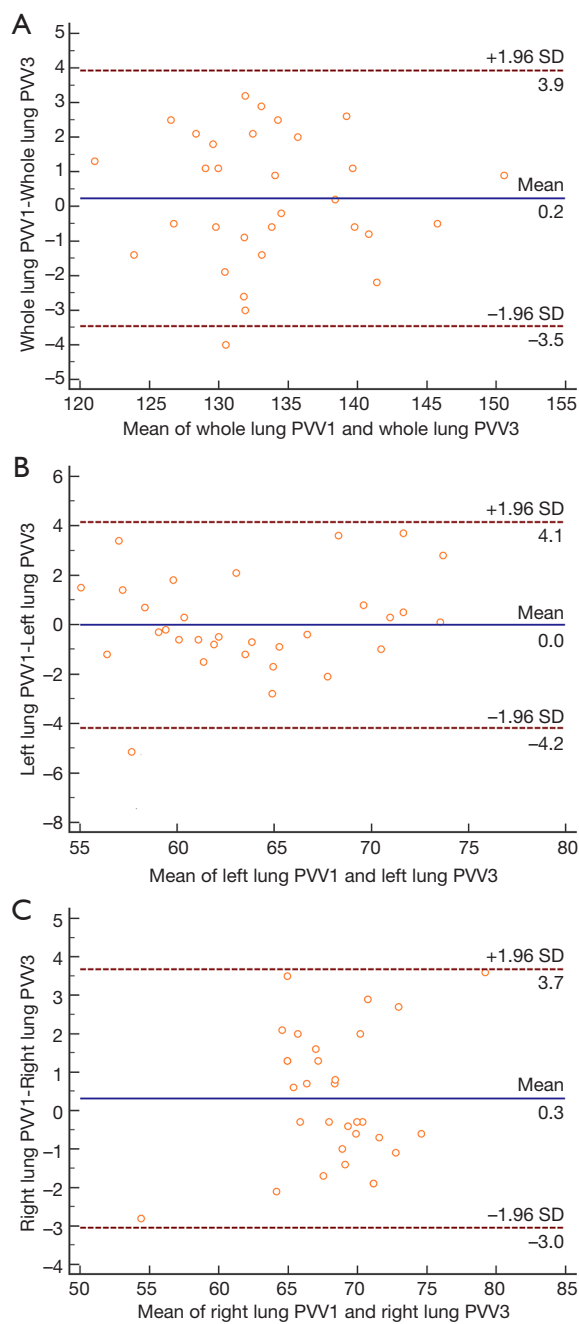 A
Whole lung PVV1-Whole lung PVV3
5
4
3
2
1
0
−1
−2
−3
−4
−5
+1.96 SD
3.9
Mean
0.2
−1.96 SD
−3.5
120 125 130 135 140 145 150 155
Mean of whole lung PVV1 and whole lung PVV3
B
Left lung PVV1-Left lung PVV3
6
4
2
0
−2
−4
−6
−8
+1.96 SD
4.1
Mean
0.0
−1.96 SD
−4.2
55 60 65 70 75 80
Mean of left lung PVV1 and left lung PVV3
C
Right lung PVV1-Right lung PVV3
5
4
3
2
1
0
−1
−2
−3
−4
+1.96 SD
3.7
Mean
0.3
−1.96 SD
−3.0
50 55 60 65 70 75 80 85
Mean of right lung PVV1 and right lung PVV3